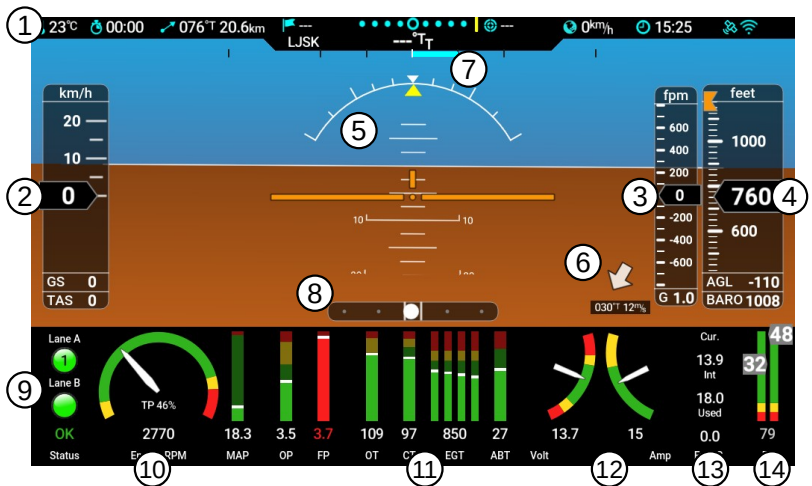 1 23°C 00:00 076°T 20.6km --- --- 0km/h 15:25
LJSK ---°T T
7
km/h
20
10
2 0
GS 0
TAS 0
5
10 10
6
030°T 12m/s
8
fpm
600
400
200
3 0
-200
-400
-600
G 1.0
feet
1000
760 4
600
AGL -110
BARO 1008
Lane A
1
Lane B
9
OK
Status
TP 46%
2770
RPM
10
18.3 3.5 3.7 109 97 850 27
MAP OP FP OT EGT ABT
11
13.7 15
Volt Amp
12
Cur.
13.9
Int
18.0
Used
0.0
13
48
32
79
14